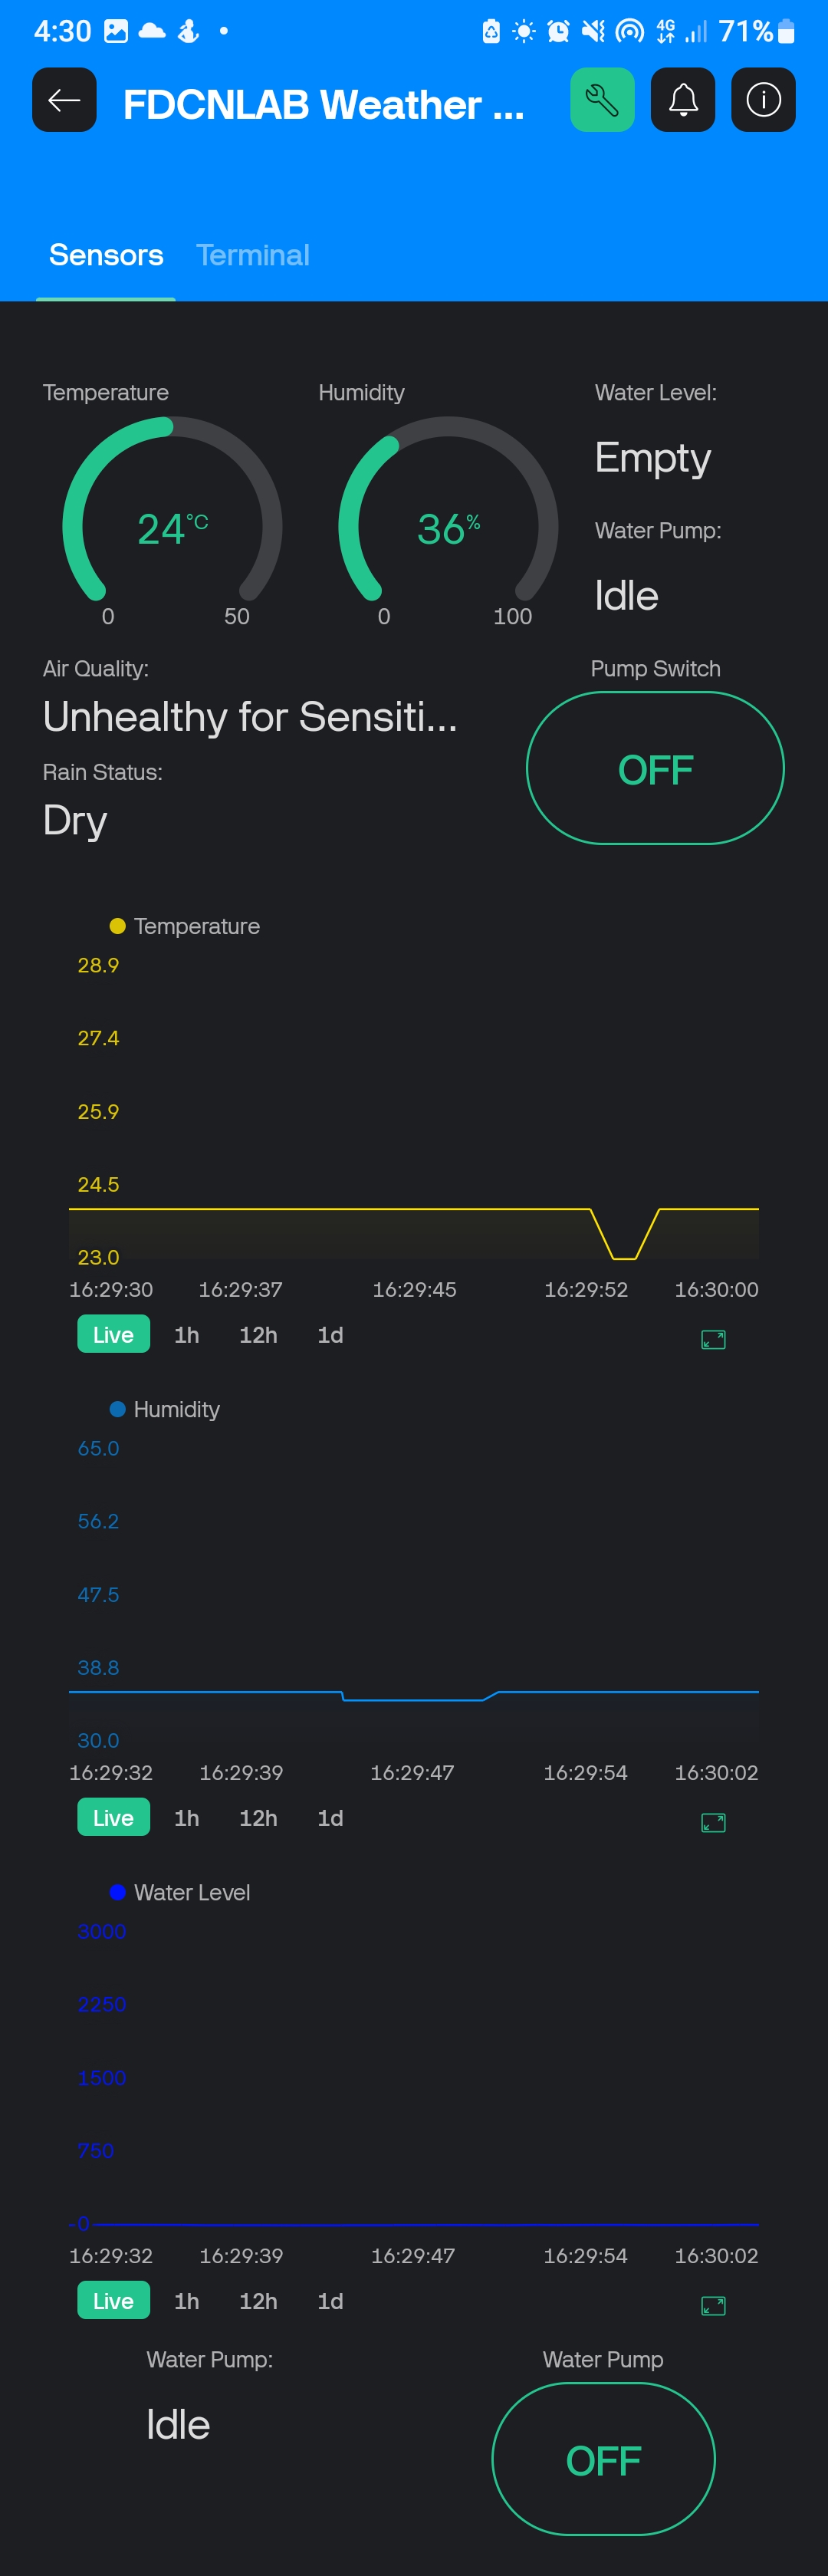 4:30
4G
71%
FDCNLAB Weather ...
Sensors Terminal
Temperature Humidity Water Level:
24°C 36% Empty
Water Pump:
Idle
0 50 0 100
Air Quality: Pump Switch
Unhealthy for Sensiti...
OFF
Rain Status:
Dry
Temperature
28.9
27.4
25.9
24.5
23.0
16:29:30 16:29:37 16:29:45 16:29:52 16:30:00
Live 1h 12h 1d
Humidity
65.0
56.2
47.5
38.8
30.0
16:29:32 16:29:39 16:29:47 16:29:54 16:30:02
Live 1h 12h 1d
Water Level
3000
2250
1500
750
-0
16:29:32 16:29:39 16:29:47 16:29:54 16:30:02
Live 1h 12h 1d
Water Pump: Water Pump
Idle
OFF